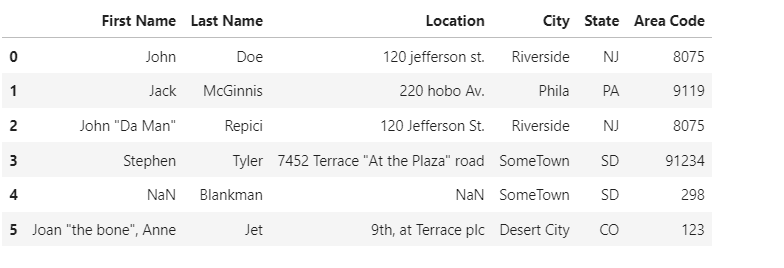 First Name Last Name Location City State Area Code
0 John Doe 120 jefferson st. Riverside NJ 8075
1 Jack McGinnis 220 hobo Av. Phila PA 9119
2 John "Da Man" Repici 120 Jefferson St. Riverside NJ 8075
3 Stephen Tyler 7452 Terrace "At the Plaza" road SomeTown SD 91234
4 NaN Blankman NaN SomeTown SD 298
5 Joan "the bone", Anne Jet 9th, at Terrace plc Desert City CO 123